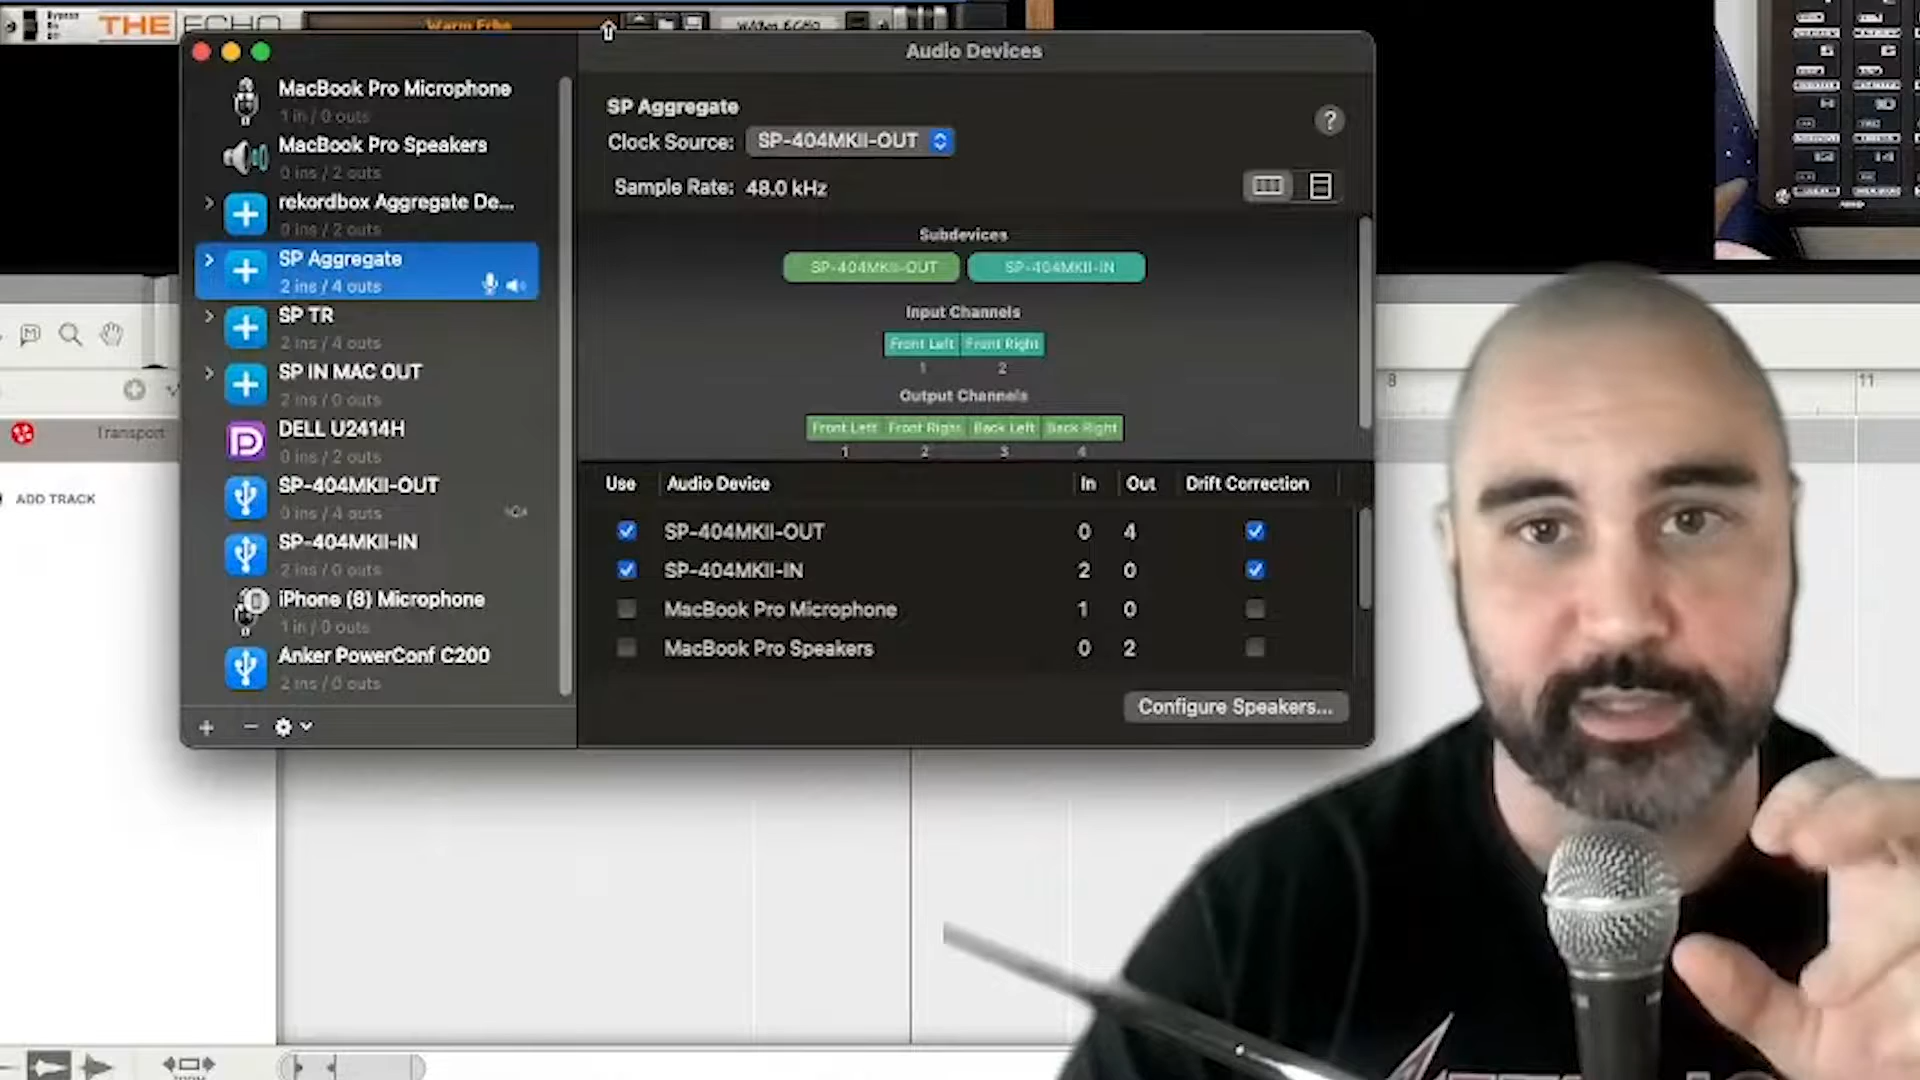 THE ECHO
Warm Echo
Audio Devices
MacBook Pro Microphone
1 in / 0 outs
MacBook Pro Speakers
0 ins / 2 outs
rekordbox Aggregate De...
0 ins / 2 outs
SP Aggregate
2 ins / 4 outs
SP TR
2 ins / 4 outs
SP IN MAC OUT
2 ins / 0 outs
DELL U2414H
0 ins / 2 outs
SP-404MKII-OUT
0 ins / 4 outs
SP-404MKII-IN
2 ins / 0 outs
iPhone (8) Microphone
1 in / 0 outs
Anker PowerConf C200
2 ins / 0 outs
SP Aggregate
?
Clock Source: SP-404MKII-OUT
Sample Rate: 48.0 kHz
Subdevices
SP-404MKII-OUT SP-404MKII-IN
Input Channels
Front Left Front Right
1 2
Output Channels
Front Left Front Right Back Left Back Right
1 2 3 4
Use Audio Device In Out Drift Correction
SP-404MKII-OUT 0 4
SP-404MKII-IN 2 0
MacBook Pro Microphone 1 0
MacBook Pro Speakers 0 2
Configure Speakers...
Transport
ADD TRACK
8 11